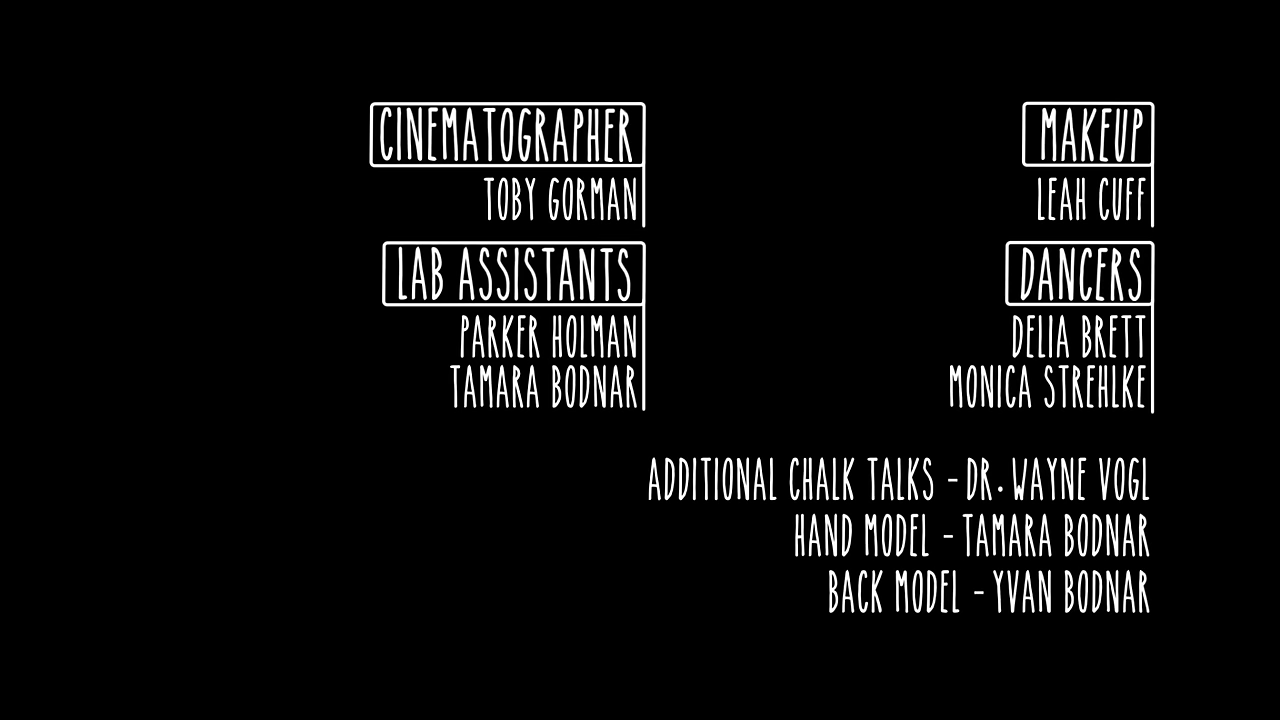 CINEMATOGRAPHER
TOBY GORMAN
LAB ASSISTANTS
PARKER HOLMAN
TAMARA BODNAR
MAKEUP
LEAH CUFF
DANCERS
DELIA BRETT
MONICA STREHLKE
ADDITIONAL CHALK TALKS - DR. WAYNE VOGL
HAND MODEL - TAMARA BODNAR
BACK MODEL - YVAN BODNAR